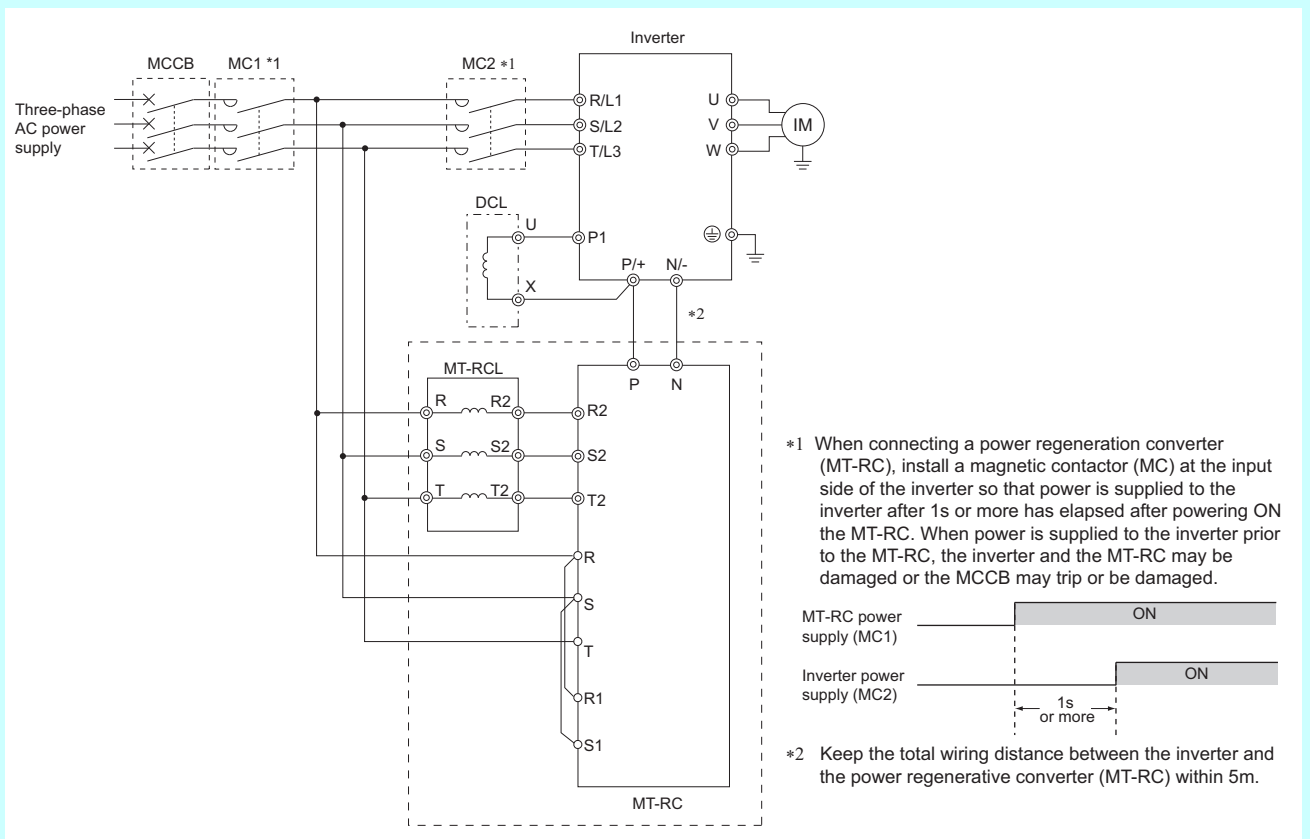 Inverter
MCCB
MC1 *1
MC2 *1
Three-phase
AC power
supply
R/L1
S/L2
T/L3
U
V
W
IM
DCL
U
X
P1
P/+
N/-
*2
MT-RCL
P
N
R
R2
R2
S
S2
S2
T
T2
T2
R
S
T
R1
S1
MT-RC
*1 When connecting a power regeneration converter
(MT-RC), install a magnetic contactor (MC) at the input
side of the inverter so that power is supplied to the
inverter after 1s or more has elapsed after powering ON
the MT-RC. When power is supplied to the inverter prior
to the MT-RC, the inverter and the MT-RC may be
damaged or the MCCB may trip or be damaged.
MT-RC power
supply (MC1)
ON
Inverter power
supply (MC2)
ON
1s
or more
*2 Keep the total wiring distance between the inverter and
the power regenerative converter (MT-RC) within 5m.